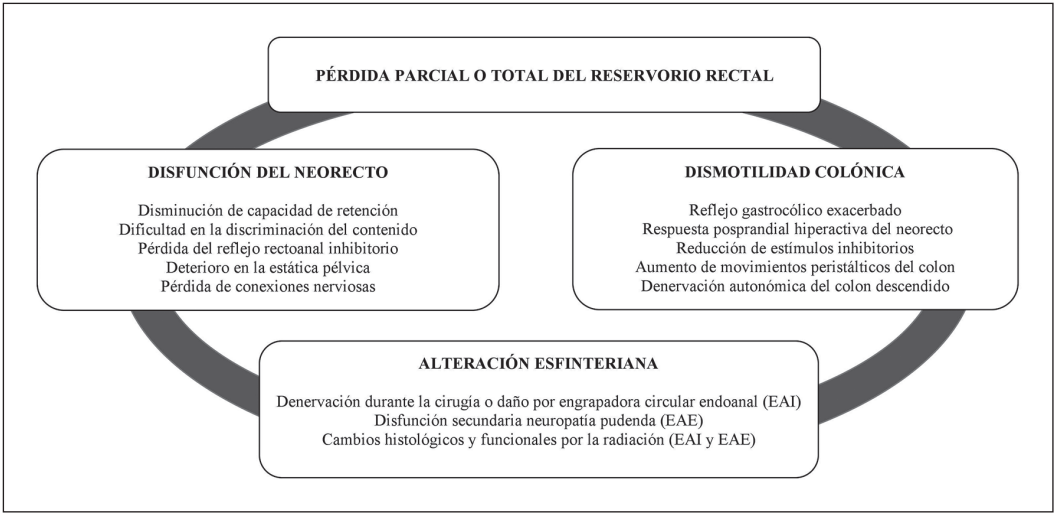 PÉRDIDA PARCIAL O TOTAL DEL RESERVORIO RECTAL
DISFUNCIÓN DEL NEORECTO
Disminución de capacidad de retención
Dificultad en la discriminación del contenido
Pérdida del reflejo rectoanal inhibitorio
Deterioro en la estática pélvica
Pérdida de conexiones nerviosas
DISMOTILIDAD COLÓNICA
Reflejo gastrocólico exacerbado
Respuesta posprandial hiperactiva del neorecto
Reducción de estímulos inhibitorios
Aumento de movimientos peristálticos del colon
Denervación autonómica del colon descendido
ALTERACIÓN ESFINTERIANA
Denervación durante la cirugía o daño por engrapadora circular endoanal (EAI)
Disfunción secundaria neuropatía pudenda (EAE)
Cambios histológicos y funcionales por la radiación (EAI y EAE)